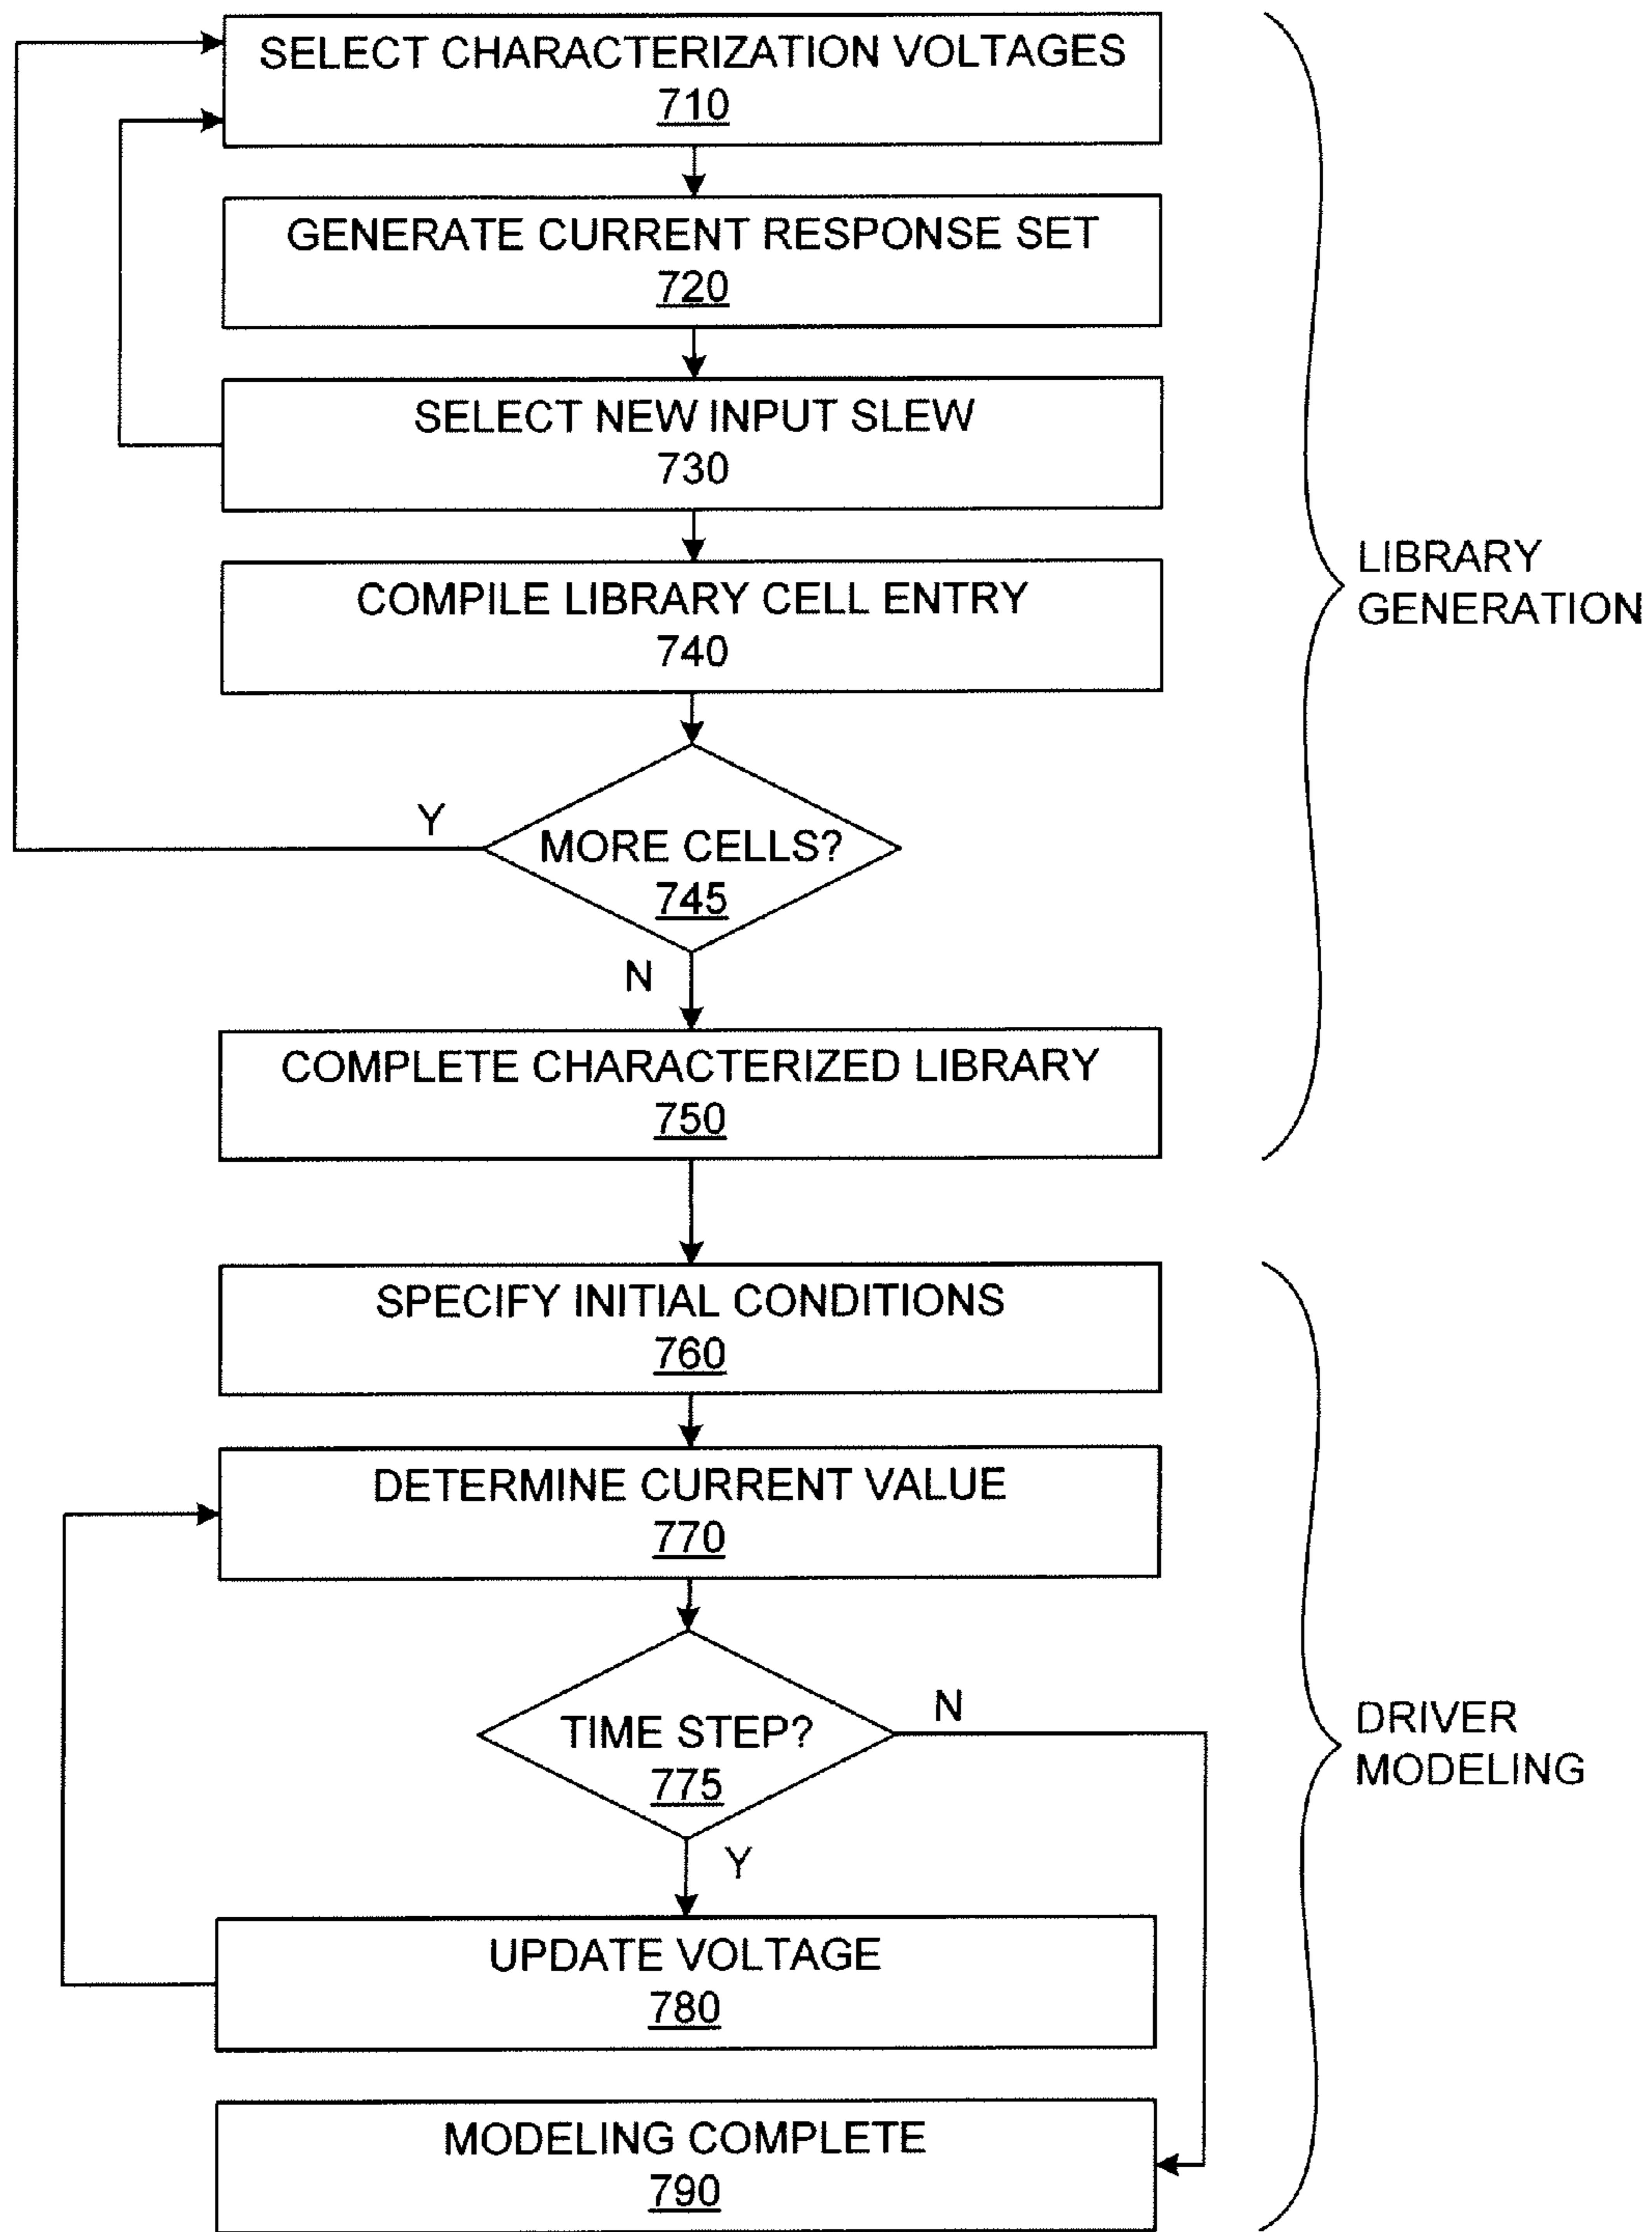 SELECT CHARACTERIZATION VOLTAGES
710
GENERATE CURRENT RESPONSE SET
720
SELECT NEW INPUT SLEW
730
COMPILE LIBRARY CELL ENTRY
740
LIBRARY
GENERATION
Y
MORE CELLS?
745
N
COMPLETE CHARACTERIZED LIBRARY
750
SPECIFY INITIAL CONDITIONS
760
DETERMINE CURRENT VALUE
770
N
TIME STEP?
775
DRIVER
MODELING
Y
UPDATE VOLTAGE
780
MODELING COMPLETE
790